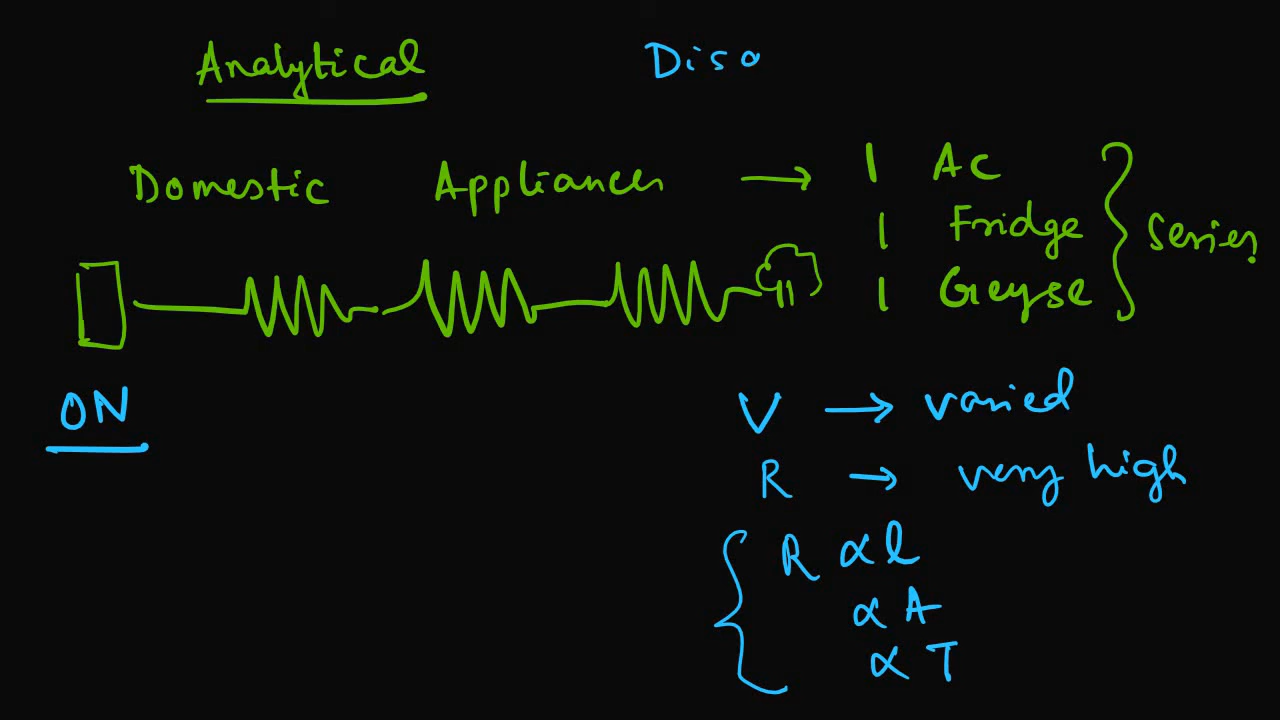 Analytical Diso
Domestic Appliances → 1 Ac
1 Fridge
1 Geyse
Series
ON
V → varied
R → very high
R ∝ l
∝ A
∝ T